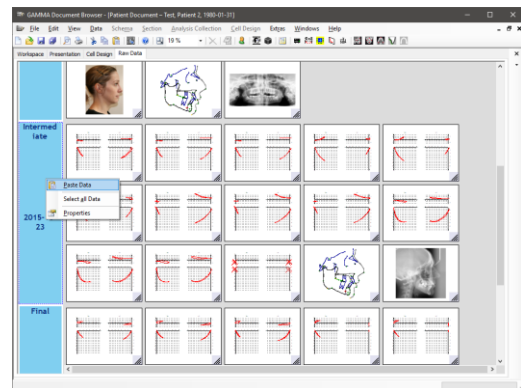 GAMMA Document Browser - [Patient Document – Test, Patient 2, 1980-01-31]
File Edit View Data Schema Section Analysis Collection Cell Design Extras Windows Help
19 %
Workspace Presentation Cell Design Raw Data
Intermed
iate
Paste Data
Select all Data
Properties
2015-
23
Final